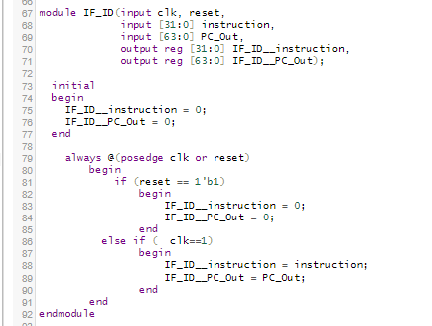 66
67 module IF_ID(input clk, reset,
68 input [31:0] instruction,
69 input [63:0] PC_Out,
70 output reg [31:0] IF_ID__instruction,
71 output reg [63:0] IF_ID__PC_Out);
72
73 initial
74 begin
75 IF_ID__instruction = 0;
76 IF_ID__PC_Out = 0;
77 end
78
79 always @(posedge clk or reset)
80 begin
81 if (reset == 1'b1)
82 begin
83 IF_ID__instruction = 0;
84 IF_ID__PC_Out = 0;
85 end
86 else if ( clk==1)
87 begin
88 IF_ID__instruction = instruction;
89 IF_ID__PC_Out = PC_Out;
90 end
91 end
92 endmodule